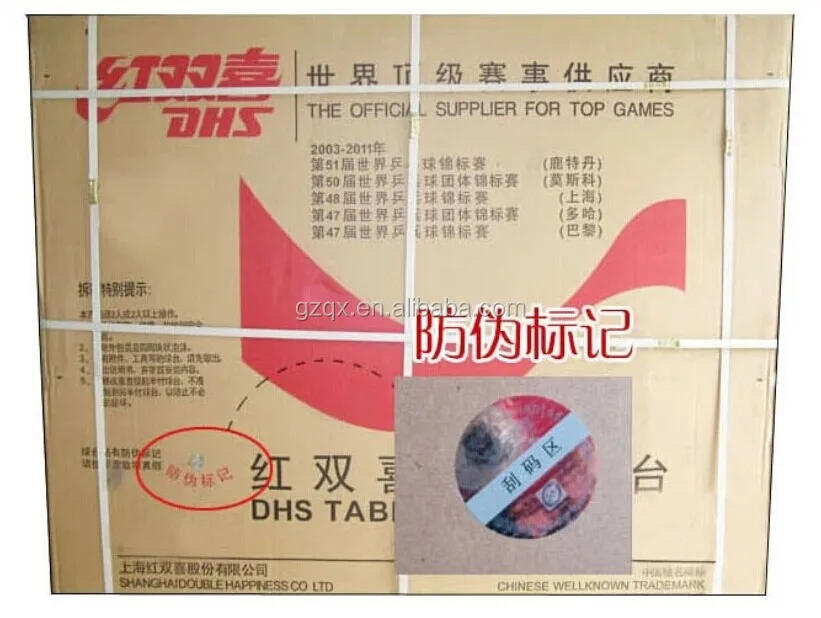 红双喜
DHS
世界顶级赛事供应商
THE OFFICIAL SUPPLIER FOR TOP GAMES
2003-2011年
第51届世界乒乓球锦标赛 (鹿特丹)
第50届世界乒乓球团体锦标赛 (莫斯科)
第48届世界乒乓球锦标赛 (上海)
第47届世界乒乓球团体锦标赛 (多哈)
第47届世界乒乓球锦标赛 (巴黎)
拆箱特别提示:
gzqx.en.alibaba.com
防伪标记
刮码区
防伪标记
红双喜 台
DHS TAB
上海红双喜股份有限公司
SHANGHAI DOUBLE HAPPINESS CO LTD
中国驰名商标
CHINESE WELLKNOWN TRADEMARK